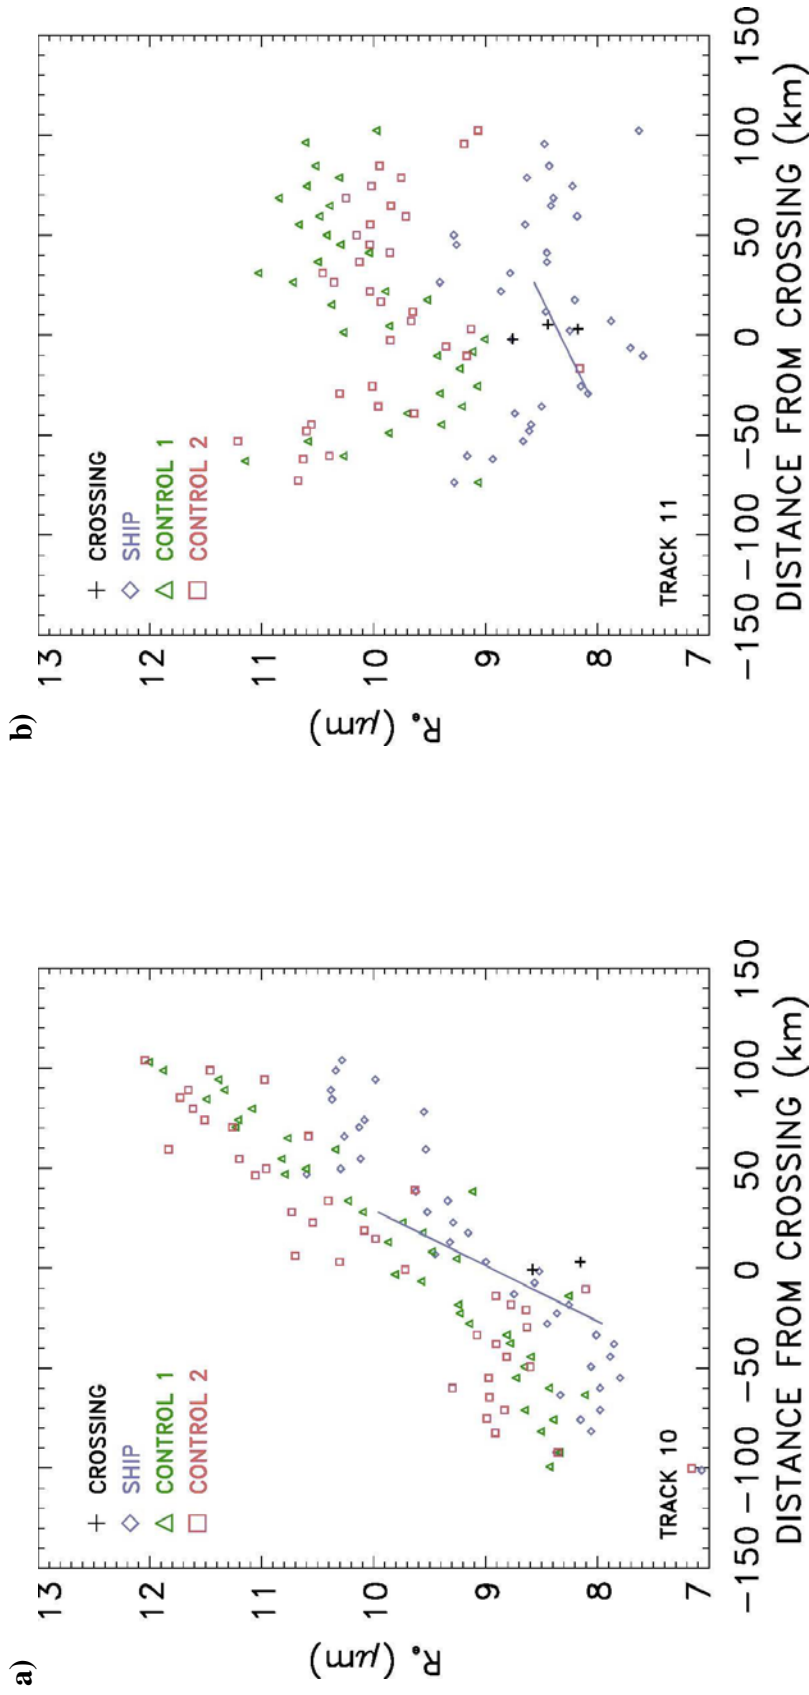 a)
13
12
11
10
9
8
7
R e (μm)
+ CROSSING
◇ SHIP
△ CONTROL 1
□ CONTROL 2
TRACK 10
−150 −100 −50 0 50 100 150
DISTANCE FROM CROSSING (km)
b)
13
12
11
10
9
8
7
R e (μm)
+ CROSSING
◇ SHIP
△ CONTROL 1
□ CONTROL 2
TRACK 11
−150 −100 −50 0 50 100 150
DISTANCE FROM CROSSING (km)